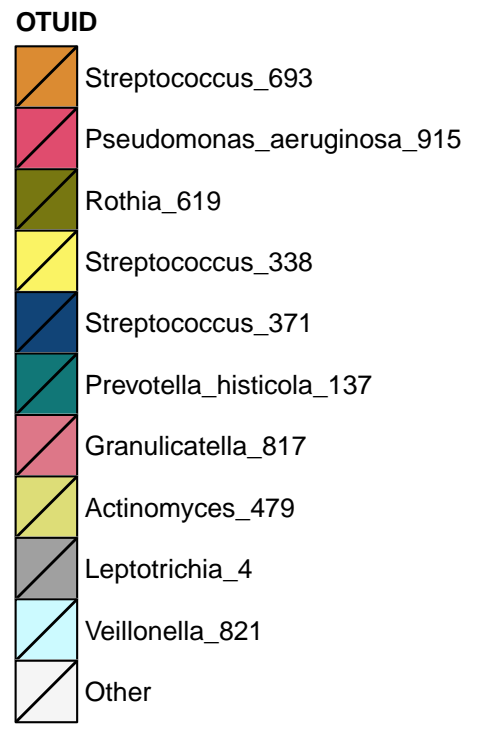 OTUID
Streptococcus_693
Pseudomonas_aeruginosa_915
Rothia_619
Streptococcus_338
Streptococcus_371
Prevotella_histicola_137
Granulicatella_817
Actinomyces_479
Leptotrichia_4
Veillonella_821
Other